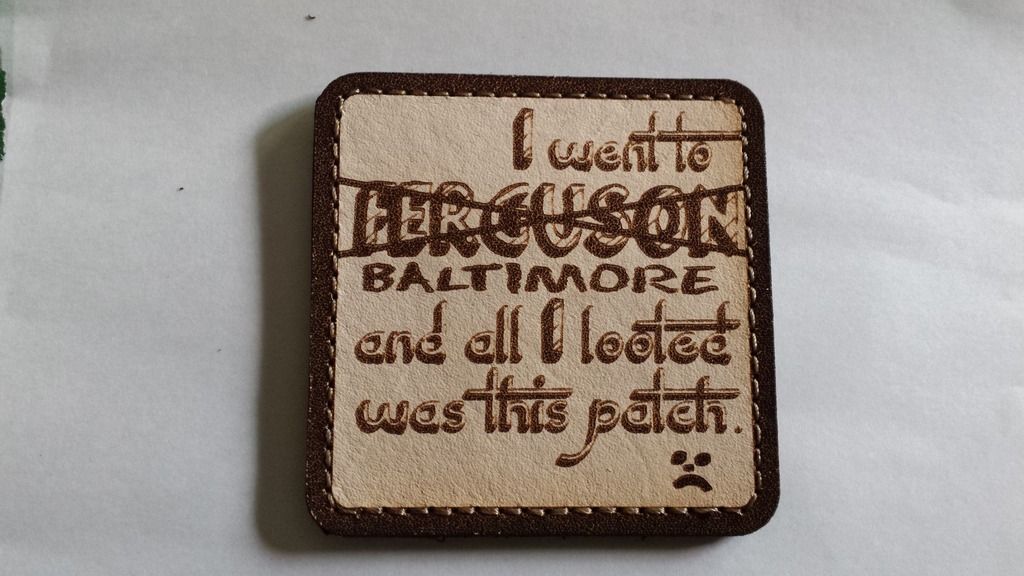 I went to
FERGUSON
BALTIMORE
and all I looted
was this patch.